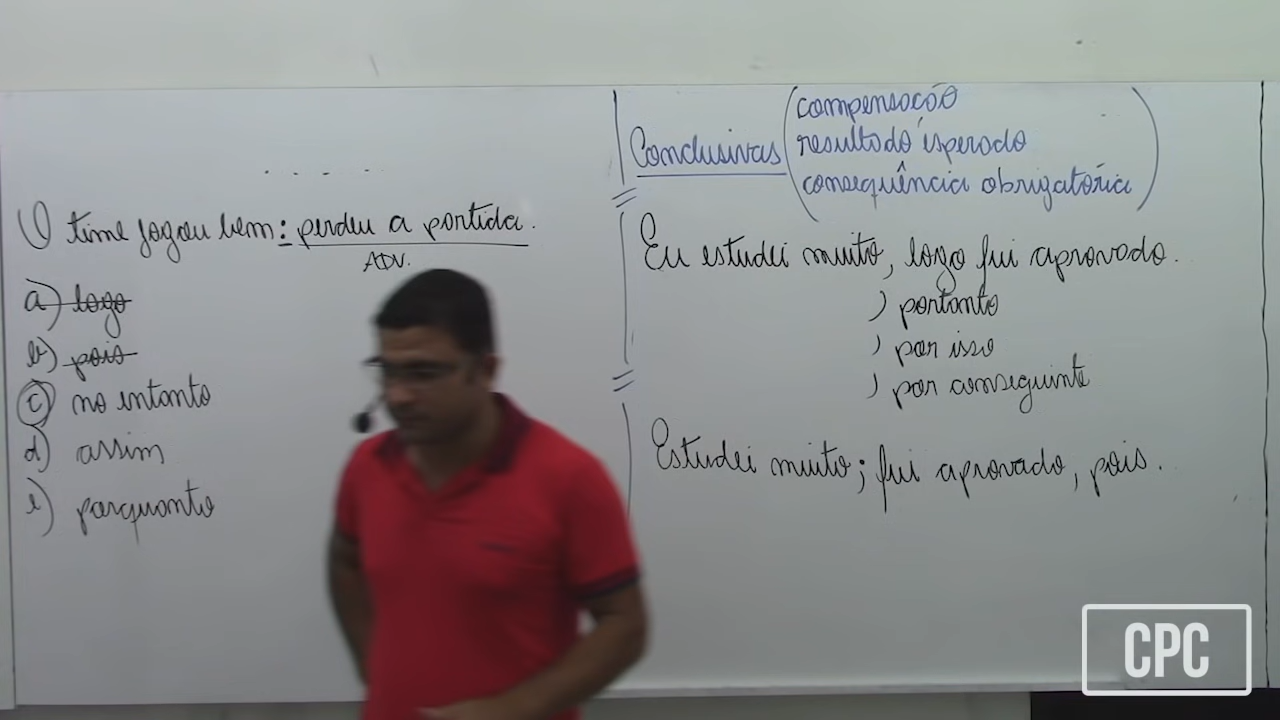 O time jogou bem: perdeu a partida.
ADV.
a) logo
b) pois
c) no entanto
d) assim
e) porquanto
Conclusivas (compensação
resultado esperado
consequência obrigatória)
Eu estudei muito, logo fui aprovado.
, portanto
, por isso
, por conseguinte
Estudei muito; fui aprovado, pois.
CPC